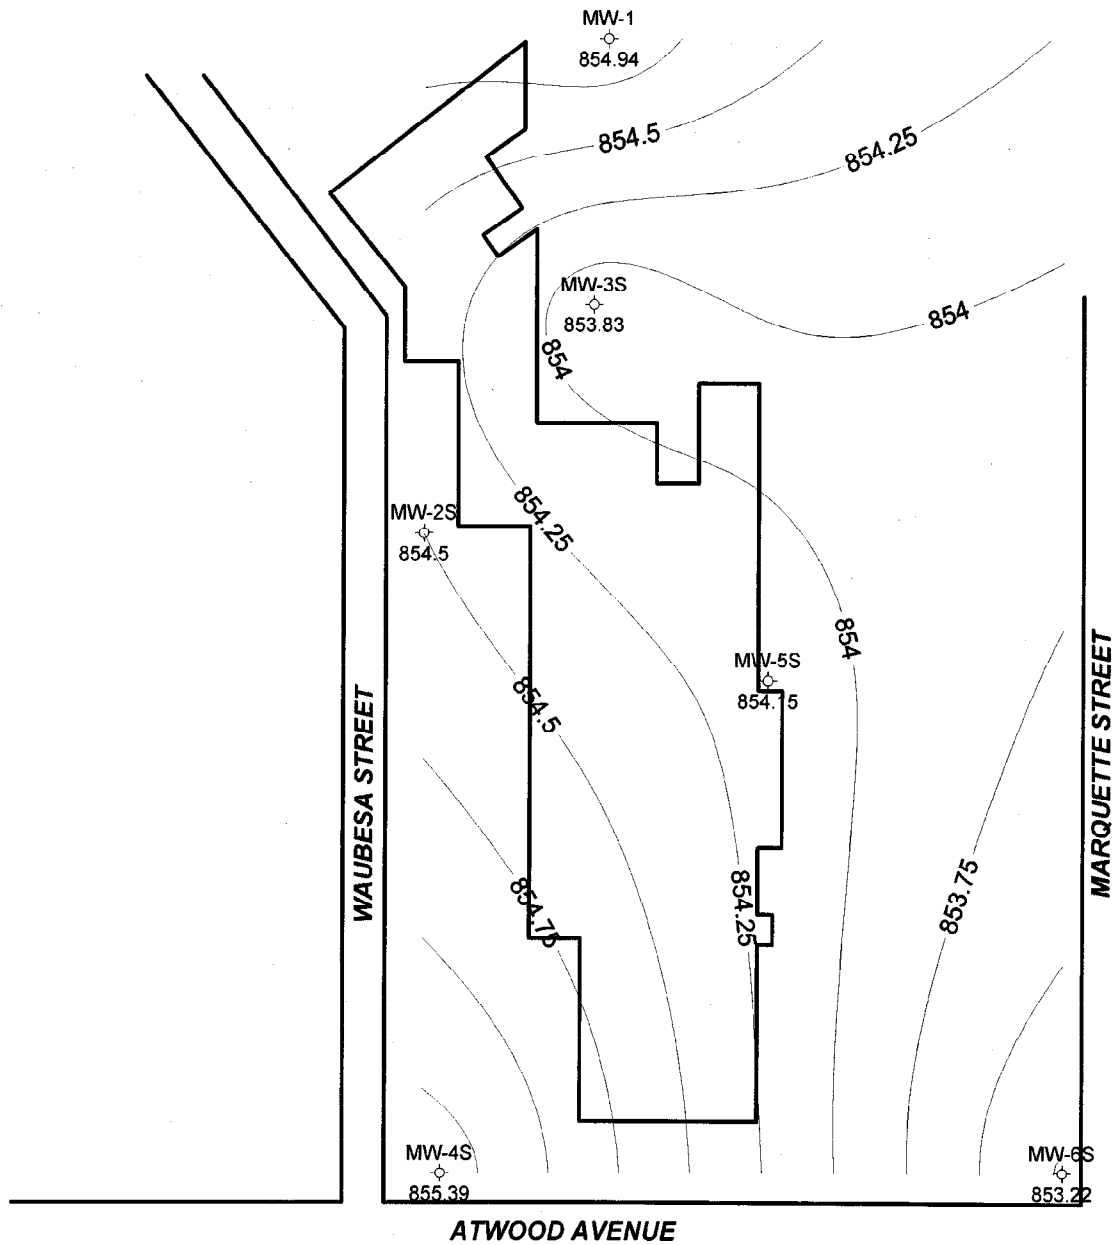 MW-1
854.94
854.5
854.25
MW-3S
853.83
854
854
MW-2S
854.5
854.25
854
MW-5S
854.15
854.5
WAUBESA STREET
MARQUETTE STREET
854.75
854.25
853.75
MW-4S
855.39
MW-6S
853.22
ATWOOD AVENUE